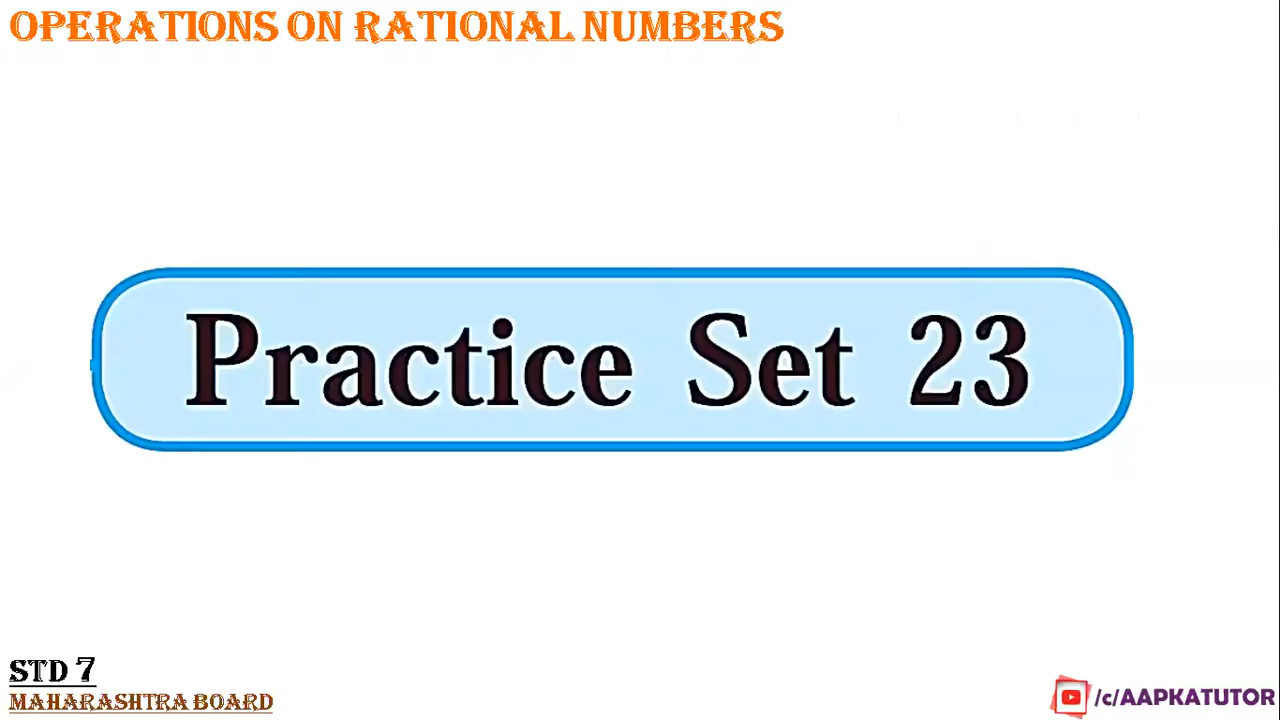 OPERATIONS ON RATIONAL NUMBERS
Practice Set 23
STD 7
MAHARASHTRA BOARD
/c/AAPKATUTOR